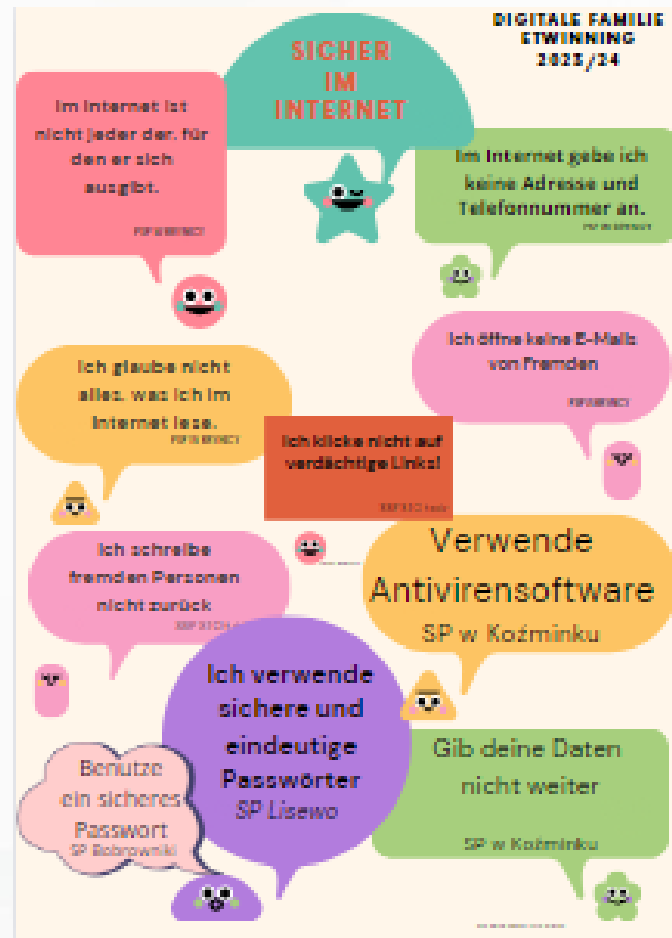 DIGITALE FAMILIE
ETWINNING
2023/24
SICHER
IM
INTERNET
Im Internet ist
nicht jeder der, für
den er sich
ausgibt.
Im Internet gebe ich
keine Adresse und
Telefonnummer an.
Ich öffne keine E-Mails
von Fremden
Ich glaube nicht
alles, was ich im
Internet lese.
Ich klicke nicht auf
verdächtige Links!
Ich schreibe
fremden Personen
nicht zurück
Verwende
Antivirensoftware
SP w Koźminku
Ich verwende
sichere und
eindeutige
Passwörter
SP Lisewo
Benutze
ein sicheres
Passwort
SP Bobrowniki
Gib deine Daten
nicht weiter
SP w Koźminku